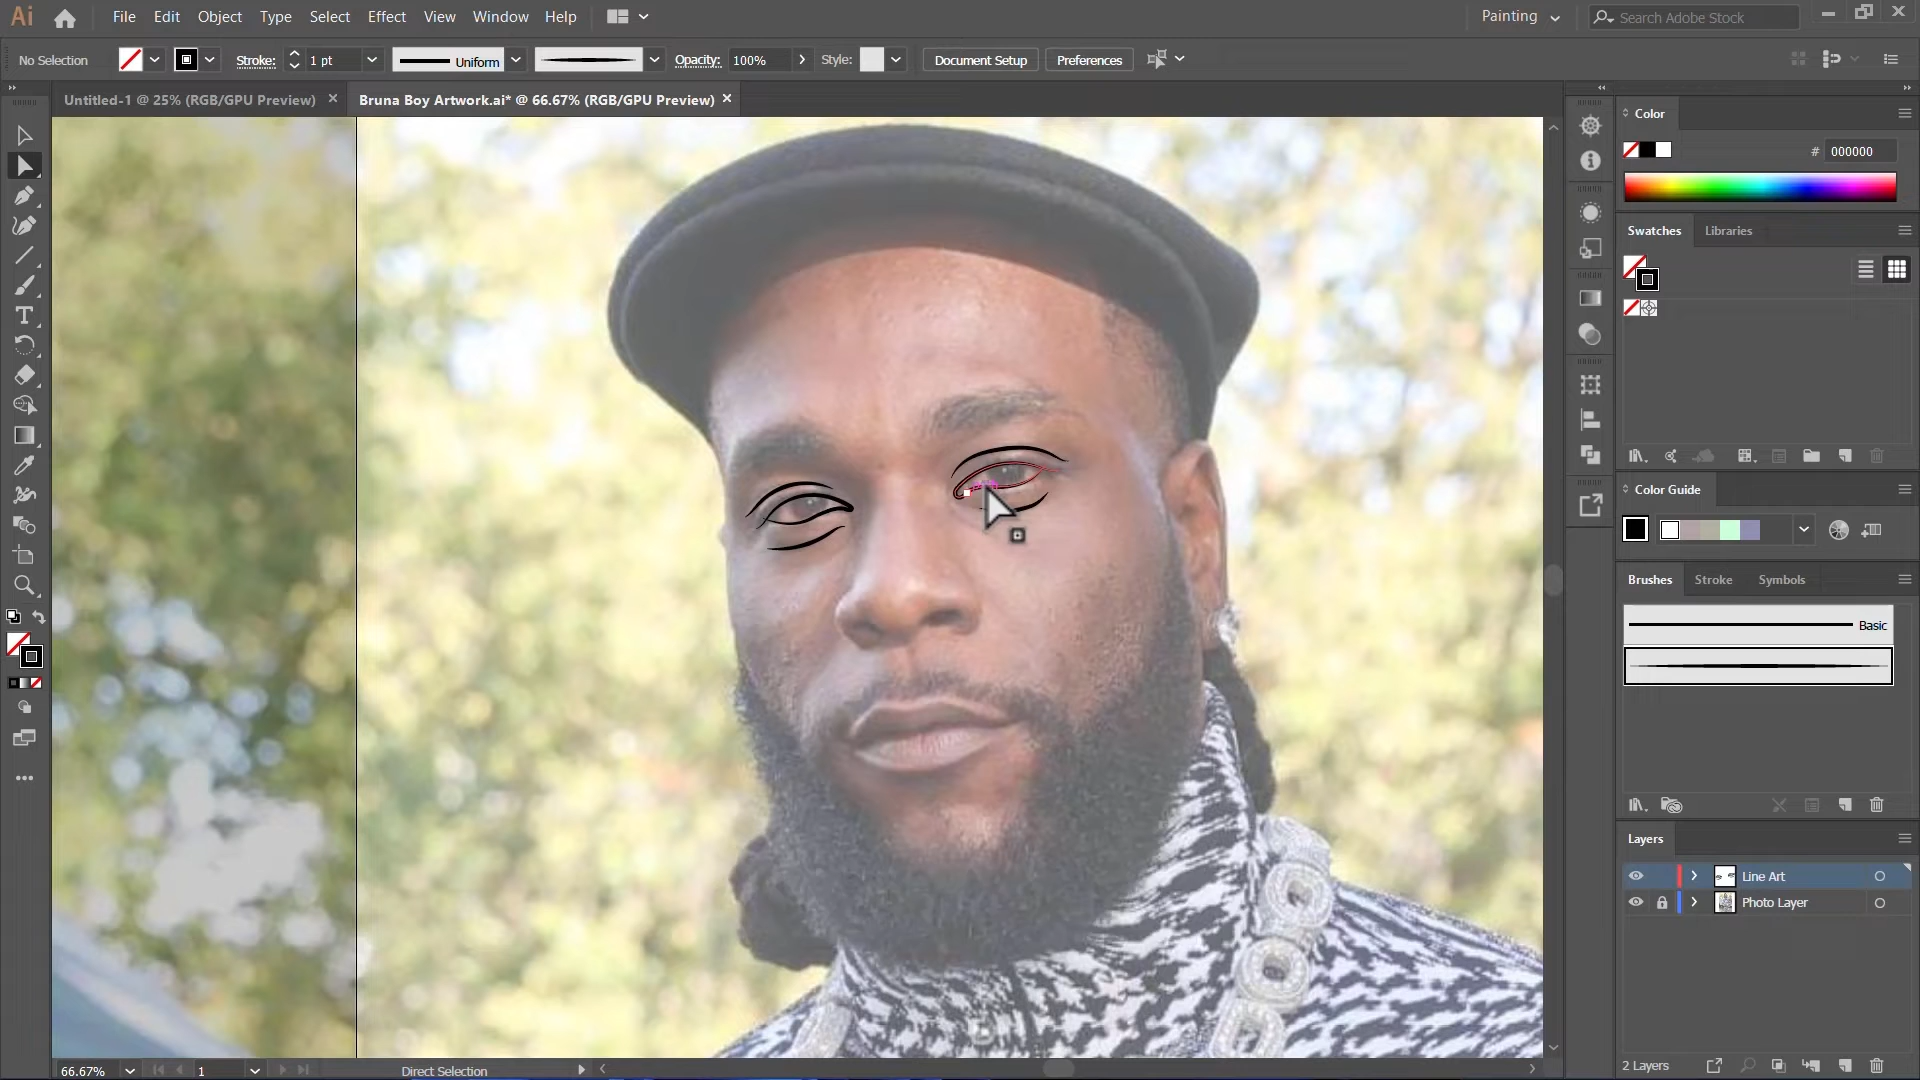 Ai File Edit Object Type Select Effect View Window Help Painting Search Adobe Stock
No Selection Stroke: 1 pt Uniform Opacity: 100% Style: Document Setup Preferences
Untitled-1 @ 25% (RGB/GPU Preview) × Bruna Boy Artwork.ai* @ 66.67% (RGB/GPU Preview) ×
Color
# 000000
Swatches Libraries
Color Guide
Brushes Stroke Symbols
Basic
Layers
Line Art
Photo Layer
2 Layers
66.67% 1 Direct Selection